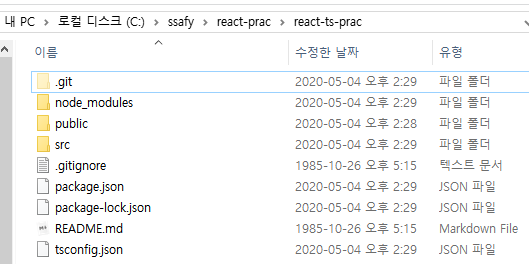 내 PC > 로컬 디스크 (C:) > ssafy > react-prac > react-ts-prac
이름 수정한 날짜 유형
.git 2020-05-04 오후 2:29 파일 폴더
node_modules 2020-05-04 오후 2:29 파일 폴더
public 2020-05-04 오후 2:28 파일 폴더
src 2020-05-04 오후 2:29 파일 폴더
.gitignore 1985-10-26 오후 5:15 텍스트 문서
package.json 2020-05-04 오후 2:29 JSON 파일
package-lock.json 2020-05-04 오후 2:29 JSON 파일
README.md 1985-10-26 오후 5:15 Markdown File
tsconfig.json 2020-05-04 오후 2:29 JSON 파일